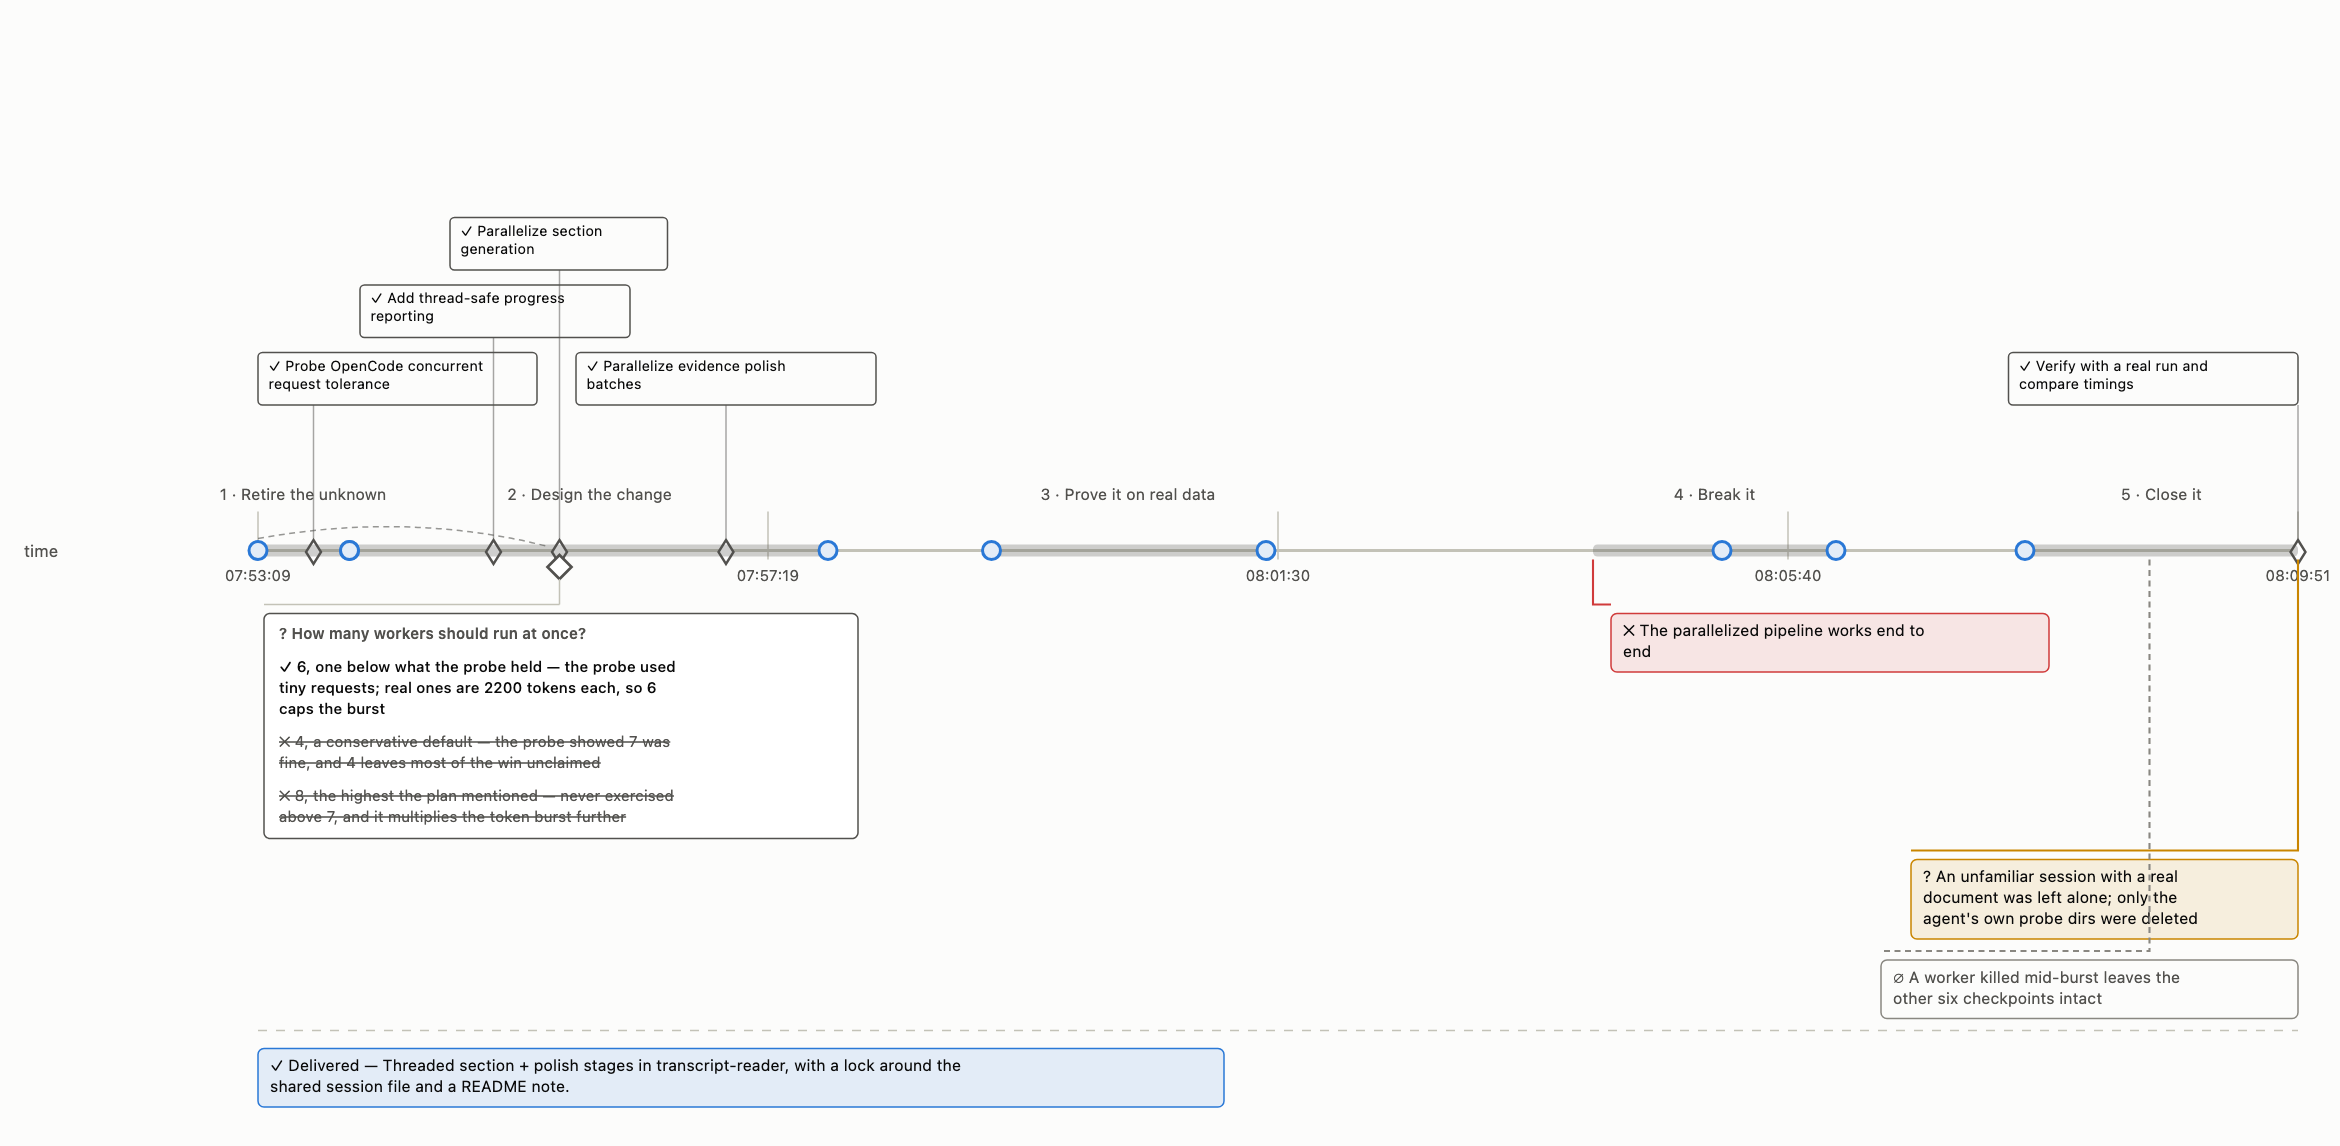 ✓ Parallelize section
generation
✓ Add thread-safe progress
reporting
✓ Probe OpenCode concurrent
request tolerance
✓ Parallelize evidence polish
batches
✓ Verify with a real run and
compare timings
1 · Retire the unknown
2 · Design the change
3 · Prove it on real data
4 · Break it
5 · Close it
time
07:53:09
07:57:19
08:01:30
08:05:40
08:09:51
? How many workers should run at once?
✓ 6, one below what the probe held — the probe used
tiny requests; real ones are 2200 tokens each, so 6
caps the burst
✕ 4, a conservative default — the probe showed 7 was
fine, and 4 leaves most of the win unclaimed
✕ 8, the highest the plan mentioned — never exercised
above 7, and it multiplies the token burst further
✕ The parallelized pipeline works end to
end
? An unfamiliar session with a real
document was left alone; only the
agent's own probe dirs were deleted
∅ A worker killed mid-burst leaves the
other six checkpoints intact
✓ Delivered — Threaded section + polish stages in transcript-reader, with a lock around the
shared session file and a README note.